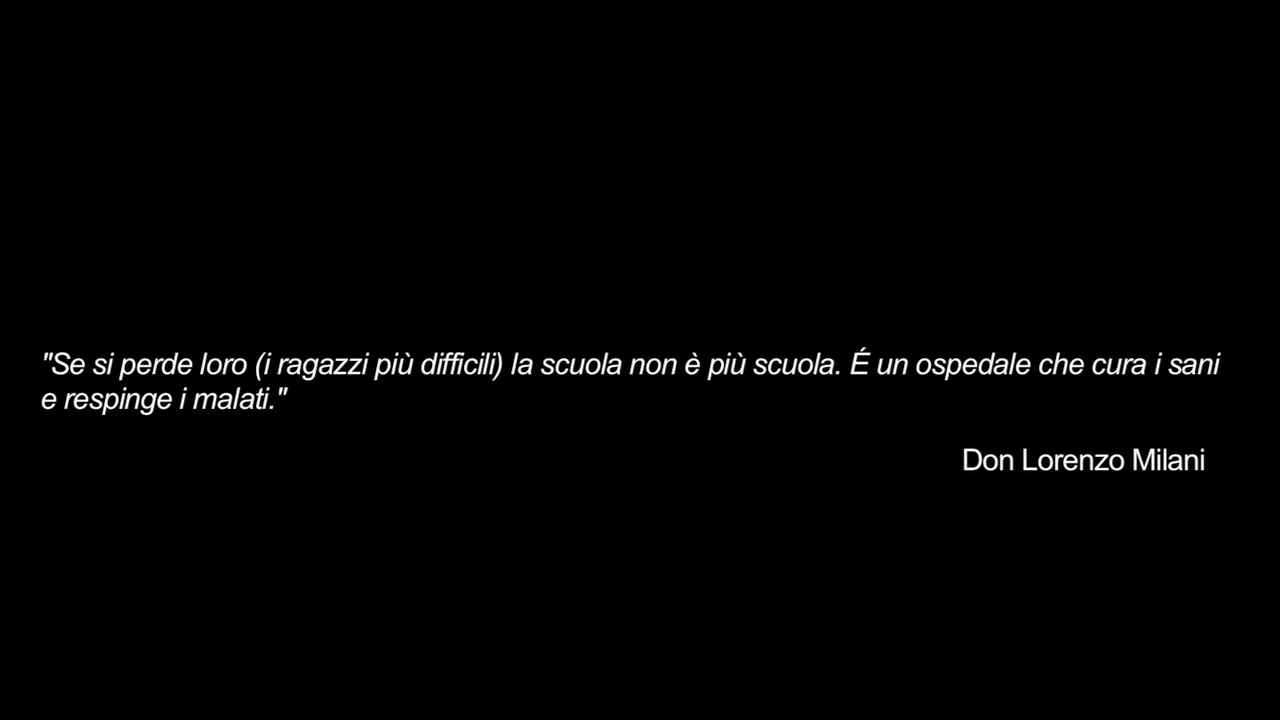 "Se si perde loro (i ragazzi più difficili) la scuola non è più scuola. É un ospedale che cura i sani
e respinge i malati."
Don Lorenzo Milani